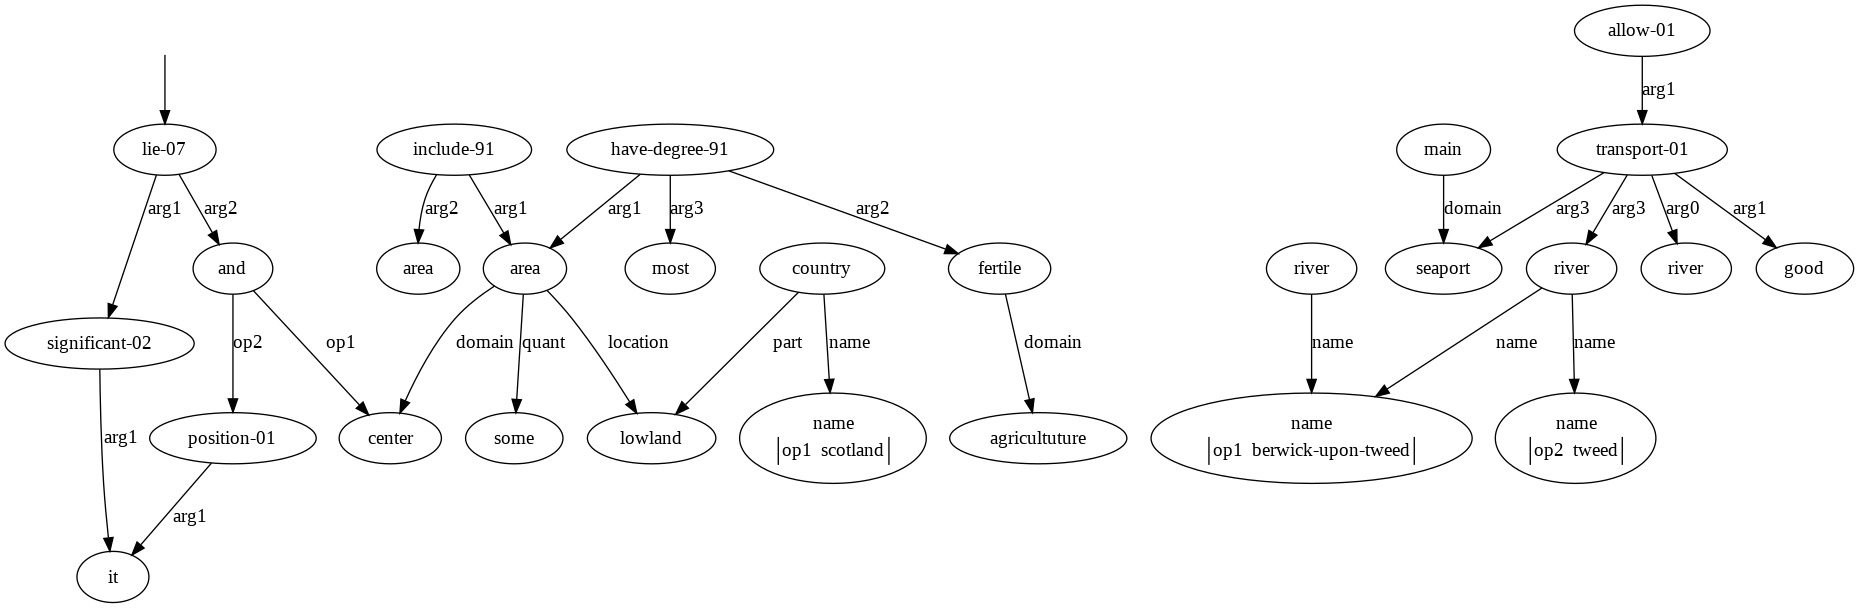 allow-01
arg1
lie-07
include-91
have-degree-91
main
transport-01
arg1
arg2
arg2
arg1
arg1
arg3
arg2
domain
arg3
arg3
arg0
arg1
and
area
area
most
country
fertile
river
seaport
river
river
good
significant-02
op2
op1
domain
quant
location
part
name
domain
name
name
name
arg1
position-01
center
some
lowland
name
op1 scotland
agricultuture
name
op1 berwick-upon-tweed
name
op2 tweed
arg1
it